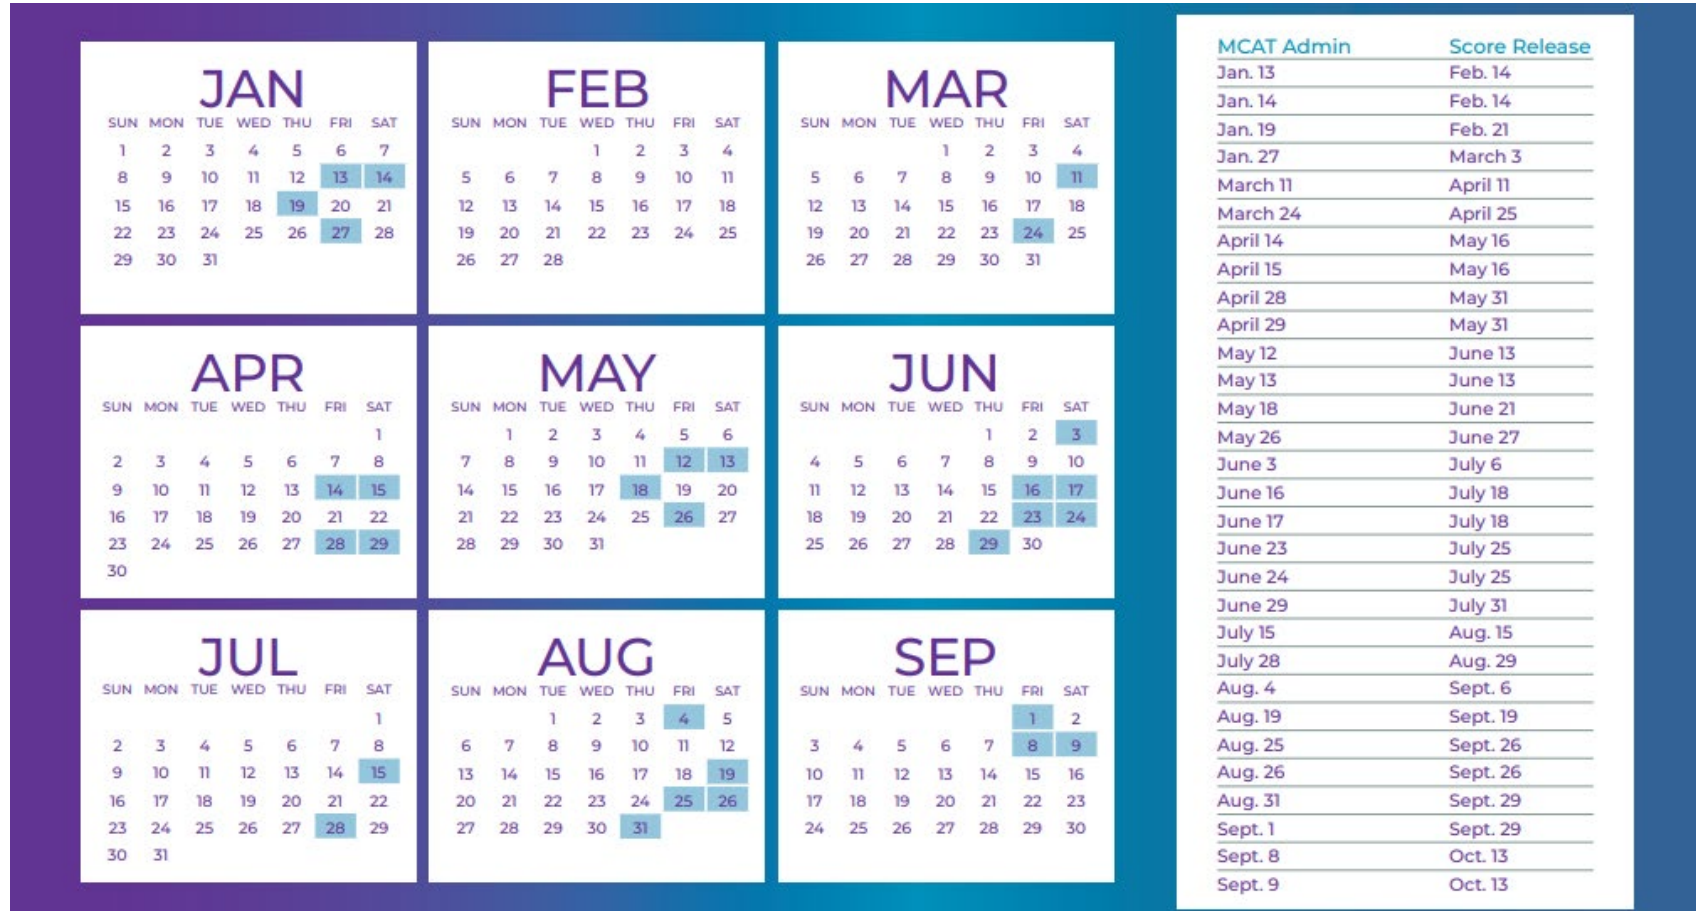 JAN
SUN MON TUE WED THU FRI SAT
1 2 3 4 5 6 7
8 9 10 11 12 13 14
15 16 17 18 19 20 21
22 23 24 25 26 27 28
29 30 31
FEB
SUN MON TUE WED THU FRI SAT
1 2 3 4
5 6 7 8 9 10 11
12 13 14 15 16 17 18
19 20 21 22 23 24 25
26 27 28
MAR
SUN MON TUE WED THU FRI SAT
1 2 3 4
5 6 7 8 9 10 11
12 13 14 15 16 17 18
19 20 21 22 23 24 25
26 27 28 29 30 31
APR
SUN MON TUE WED THU FRI SAT
1
2 3 4 5 6 7 8
9 10 11 12 13 14 15
16 17 18 19 20 21 22
23 24 25 26 27 28 29
30
MAY
SUN MON TUE WED THU FRI SAT
1 2 3 4 5 6
7 8 9 10 11 12 13
14 15 16 17 18 19 20
21 22 23 24 25 26 27
28 29 30 31
JUN
SUN MON TUE WED THU FRI SAT
1 2 3
4 5 6 7 8 9 10
11 12 13 14 15 16 17
18 19 20 21 22 23 24
25 26 27 28 29 30
JUL
SUN MON TUE WED THU FRI SAT
1
2 3 4 5 6 7 8
9 10 11 12 13 14 15
16 17 18 19 20 21 22
23 24 25 26 27 28 29
30 31
AUG
SUN MON TUE WED THU FRI SAT
1 2 3 4 5
6 7 8 9 10 11 12
13 14 15 16 17 18 19
20 21 22 23 24 25 26
27 28 29 30 31
SEP
SUN MON TUE WED THU FRI SAT
1 2
3 4 5 6 7 8 9
10 11 12 13 14 15 16
17 18 19 20 21 22 23
24 25 26 27 28 29 30
MCAT Admin Score Release
Jan. 13 Feb. 14
Jan. 14 Feb. 14
Jan. 19 Feb. 21
Jan. 27 March 3
March 11 April 11
March 24 April 25
April 14 May 16
April 15 May 16
April 28 May 31
April 29 May 31
May 12 June 13
May 13 June 13
May 18 June 21
May 26 June 27
June 3 July 6
June 16 July 18
June 17 July 18
June 23 July 25
June 24 July 25
June 29 July 31
July 15 Aug. 15
July 28 Aug. 29
Aug. 4 Sept. 6
Aug. 19 Sept. 19
Aug. 25 Sept. 26
Aug. 26 Sept. 26
Aug. 31 Sept. 29
Sept. 1 Sept. 29
Sept. 8 Oct. 13
Sept. 9 Oct. 13